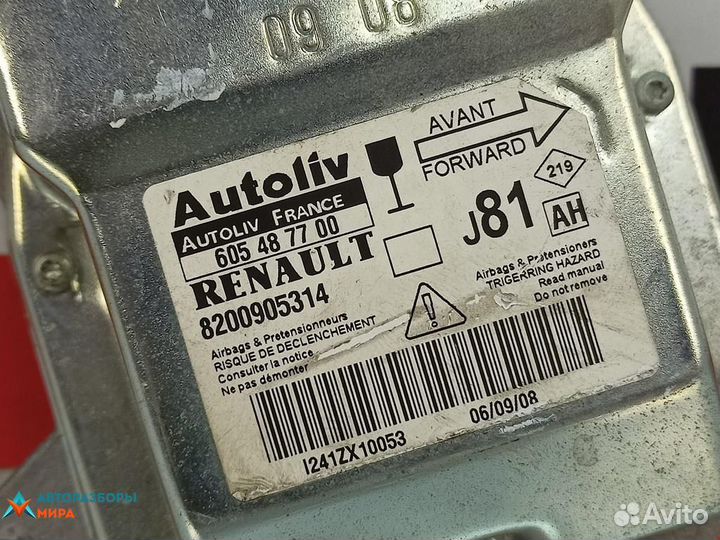 09 08
Autoliv
AUTOLIV FRANCE
605 48 77 00
RENAULT
8200905314
AVANT
FORWARD
219
J81
AH
Airbags & Pretensionneurs
RISQUE DE DECLENCHEMENT
Consulter la notice
Ne pas démonter
Airbags & Pretensioners
TRIGERRING HAZARD
Read manual
Do not remove
I241ZX10053
06/09/08
АВТОРАЗБОРЫ
МИРА
Avito